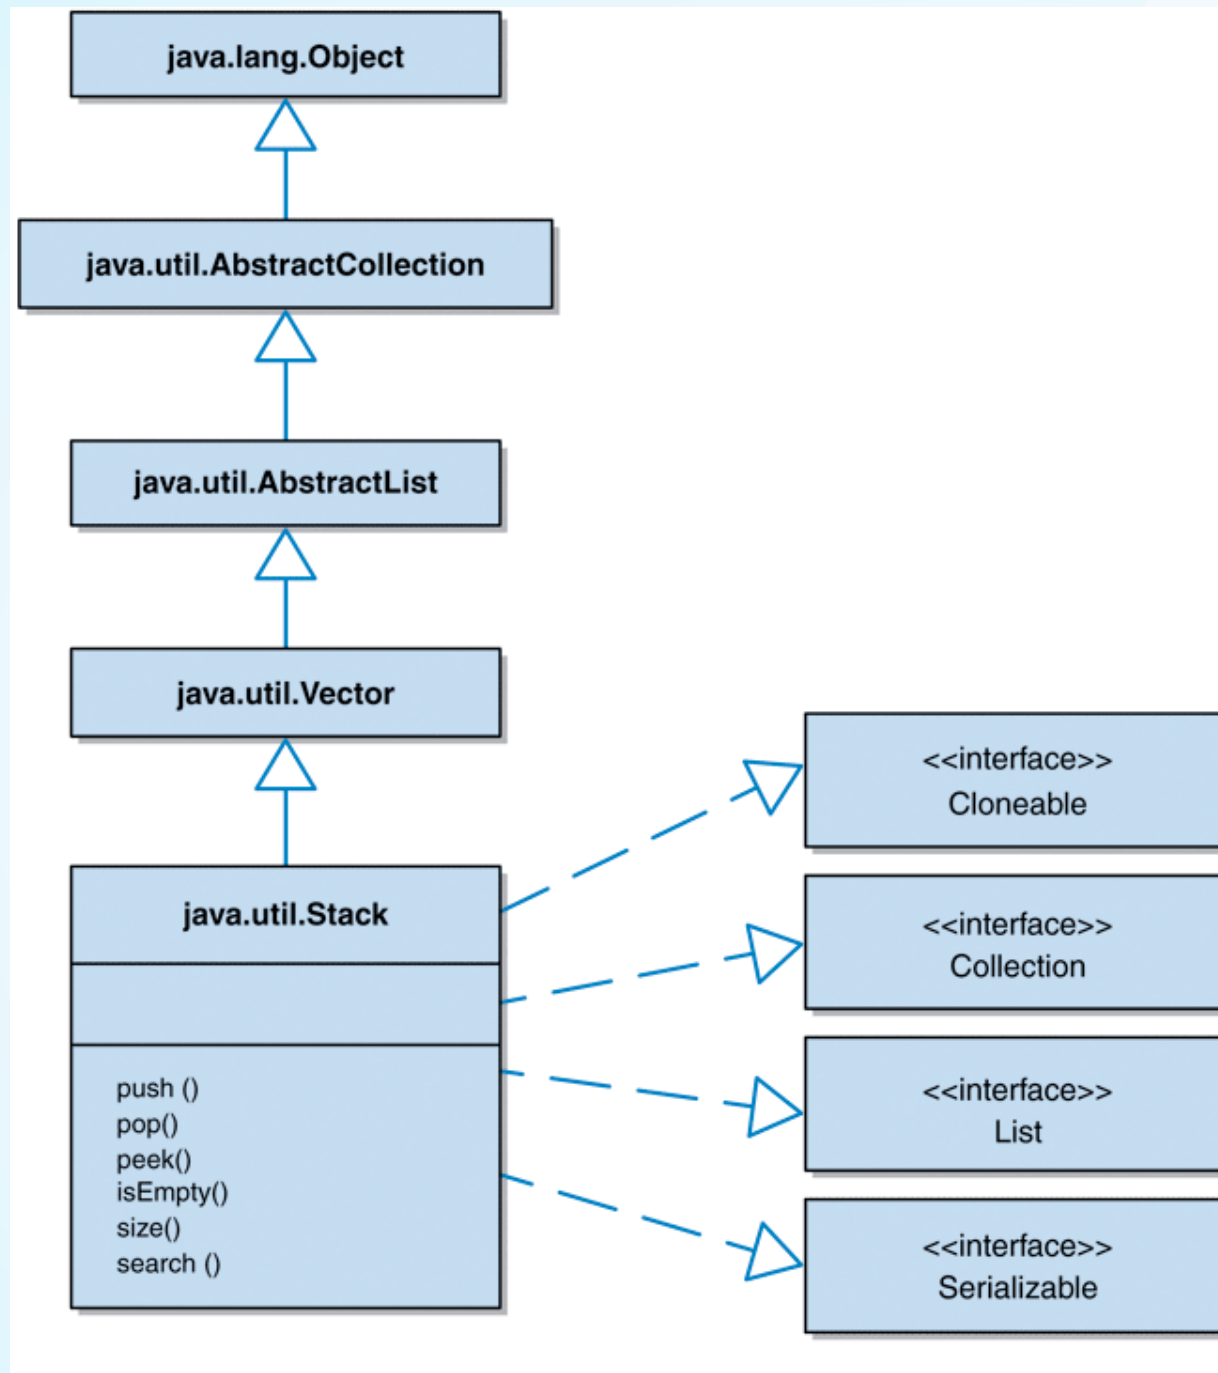 java.lang.Object
java.util.AbstractCollection
java.util.AbstractList
java.util.Vector
java.util.Stack
push ()
pop()
peek()
isEmpty()
size()
search ()
<<interface>>
Cloneable
<<interface>>
Collection
<<interface>>
List
<<interface>>
Serializable